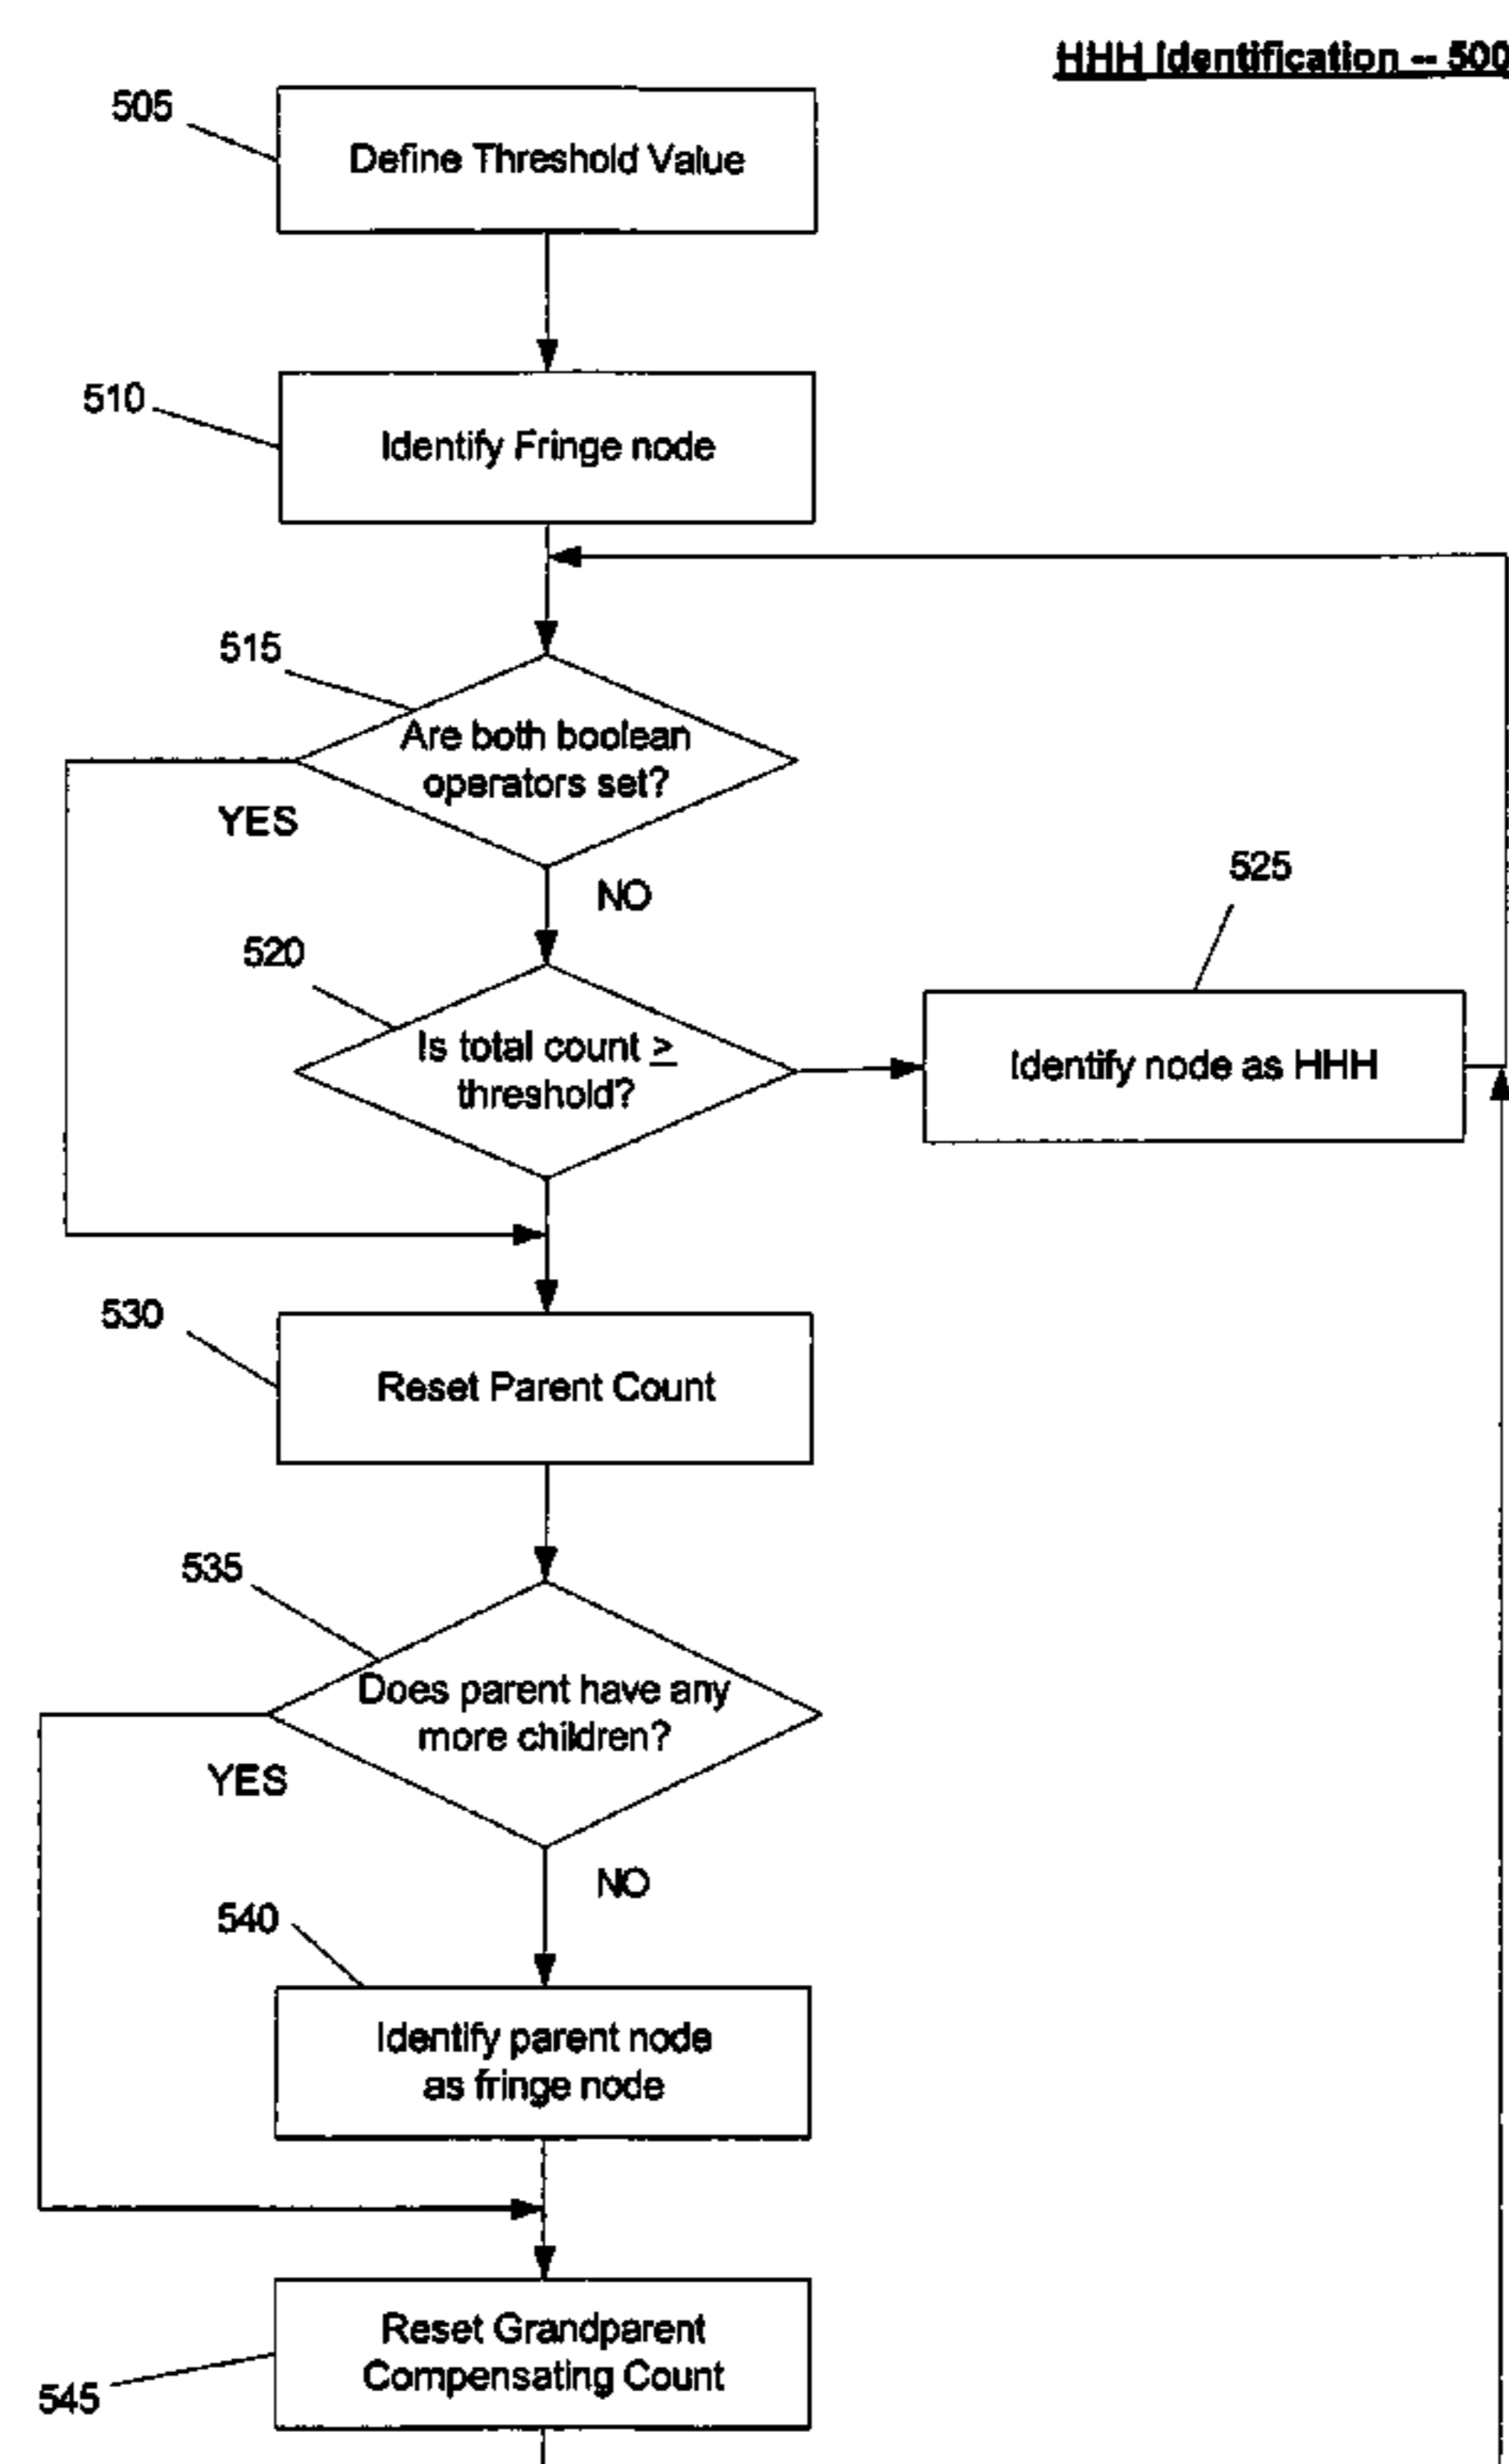 HHH Identification -- 500
505
Define Threshold Value
510
Identify Fringe node
515
Are both boolean
operators set?
YES
NO
525
520
Is total count ≥
threshold?
Identify node as HHH
530
Reset Parent Count
535
Does parent have any
more children?
YES
NO
540
Identify parent node
as fringe node
Reset Grandparent
Compensating Count
545